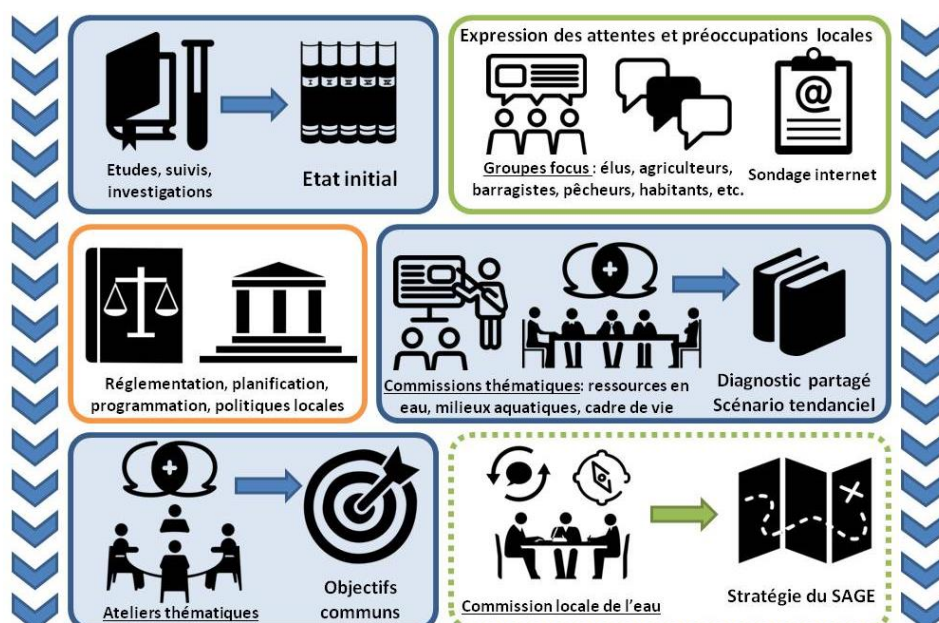 Etudes, suivis,
investigations
Etat initial
Expression des attentes et préoccupations locales
@
Groupes focus : élus, agriculteurs,
barragistes, pêcheurs, habitants, etc.
Sondage internet
Réglementation, planification,
programmation, politiques locales
Commissions thématiques: ressources en
eau, milieux aquatiques, cadre de vie
Diagnostic partagé
Scénario tendanciel
Ateliers thématiques
Objectifs
communs
Commission locale de l'eau
Stratégie du SAGE